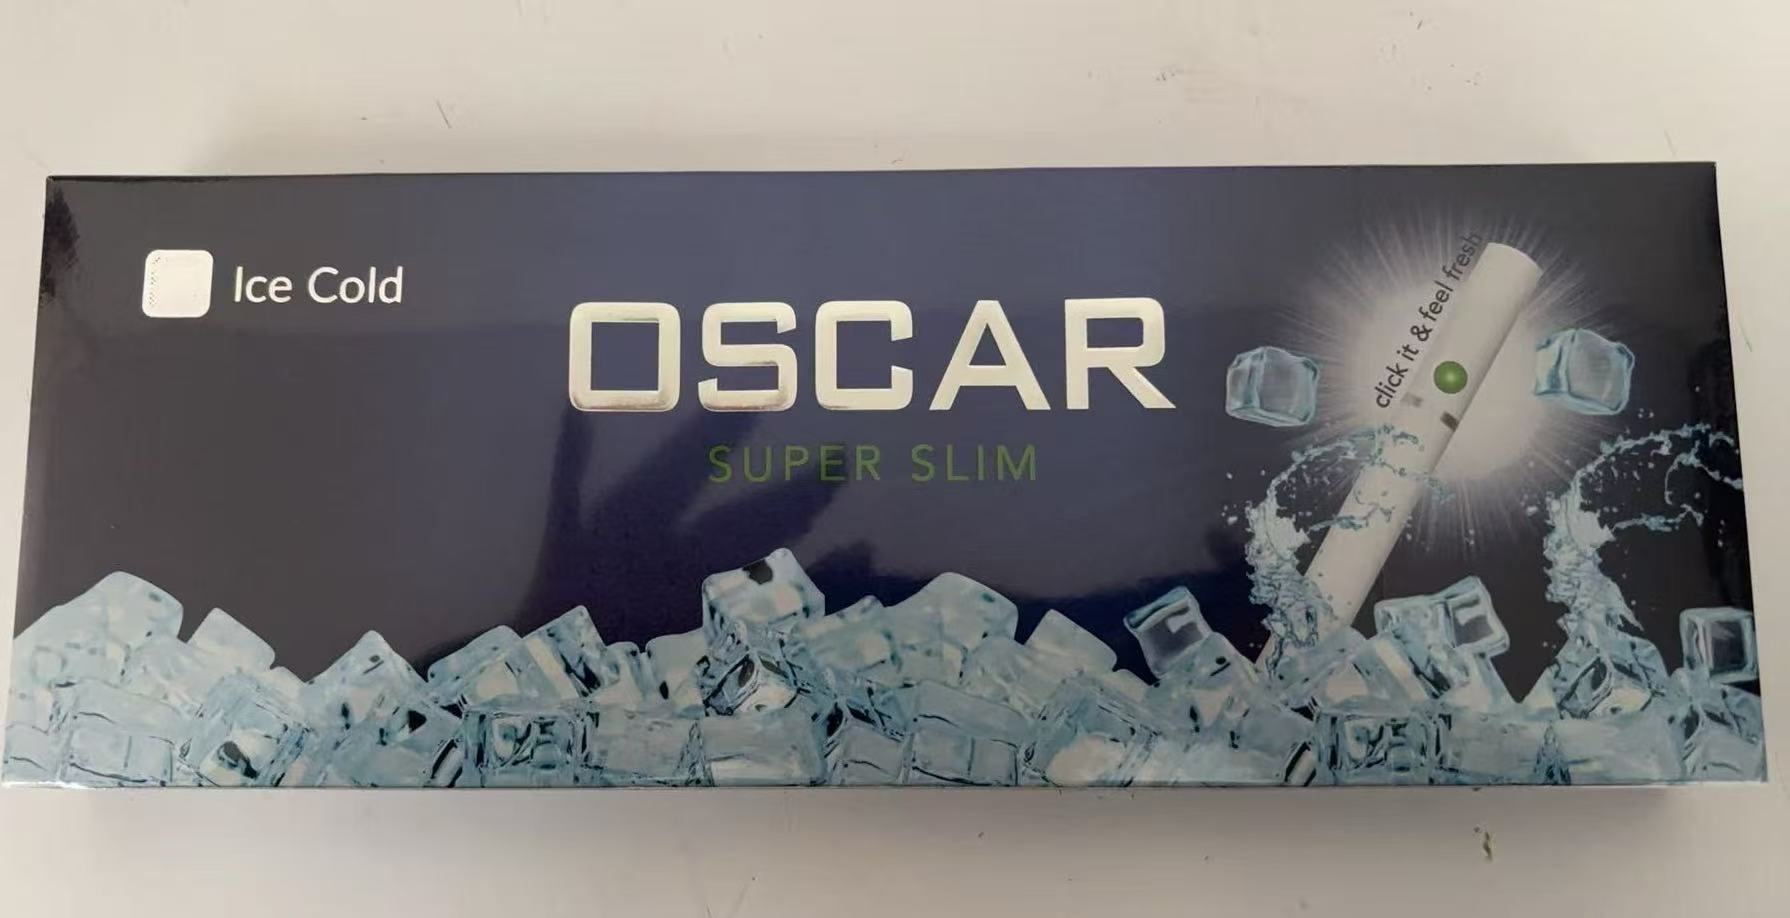 Ice Cold
OSCAR
SUPER SLIM
click it & feel fresh